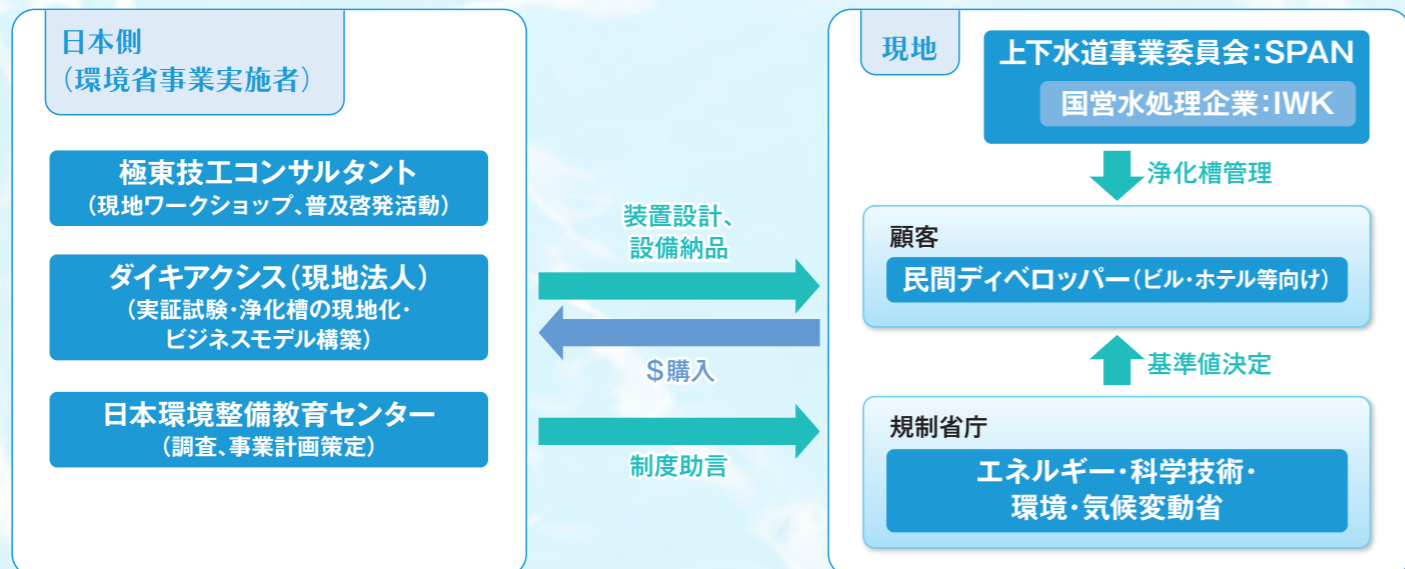 日本側
（環境省事業実施者）
極東技工コンサルタント
（現地ワークショップ、普及啓発活動）
ダイキアクシス（現地法人）
（実証試験・浄化槽の現地化・
ビジネスモデル構築）
日本環境整備教育センター
（調査、事業計画策定）
装置設計、
設備納品
＄購入
制度助言
現地
上下水道事業委員会：SPAN
国営水処理企業：IWK
浄化槽管理
顧客
民間ディベロッパー（ビル・ホテル等向け）
基準値決定
規制省庁
エネルギー・科学技術・
環境・気候変動省